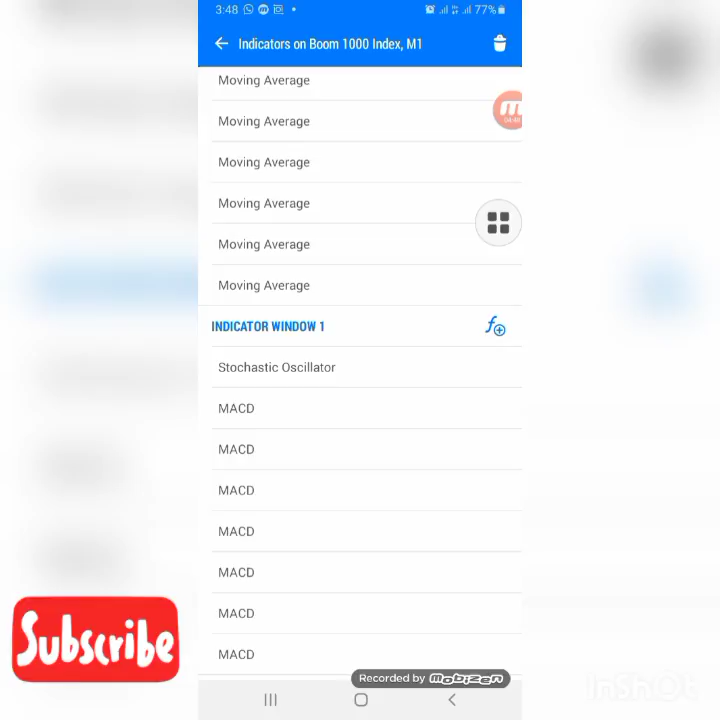 3:48 77%
Indicators on Boom 1000 Index, M1
Moving Average
Moving Average
Moving Average
Moving Average
Moving Average
Moving Average
INDICATOR WINDOW 1
Stochastic Oscillator
MACD
MACD
MACD
MACD
MACD
MACD
MACD
Subscribe
Recorded by mobizen
InShOt